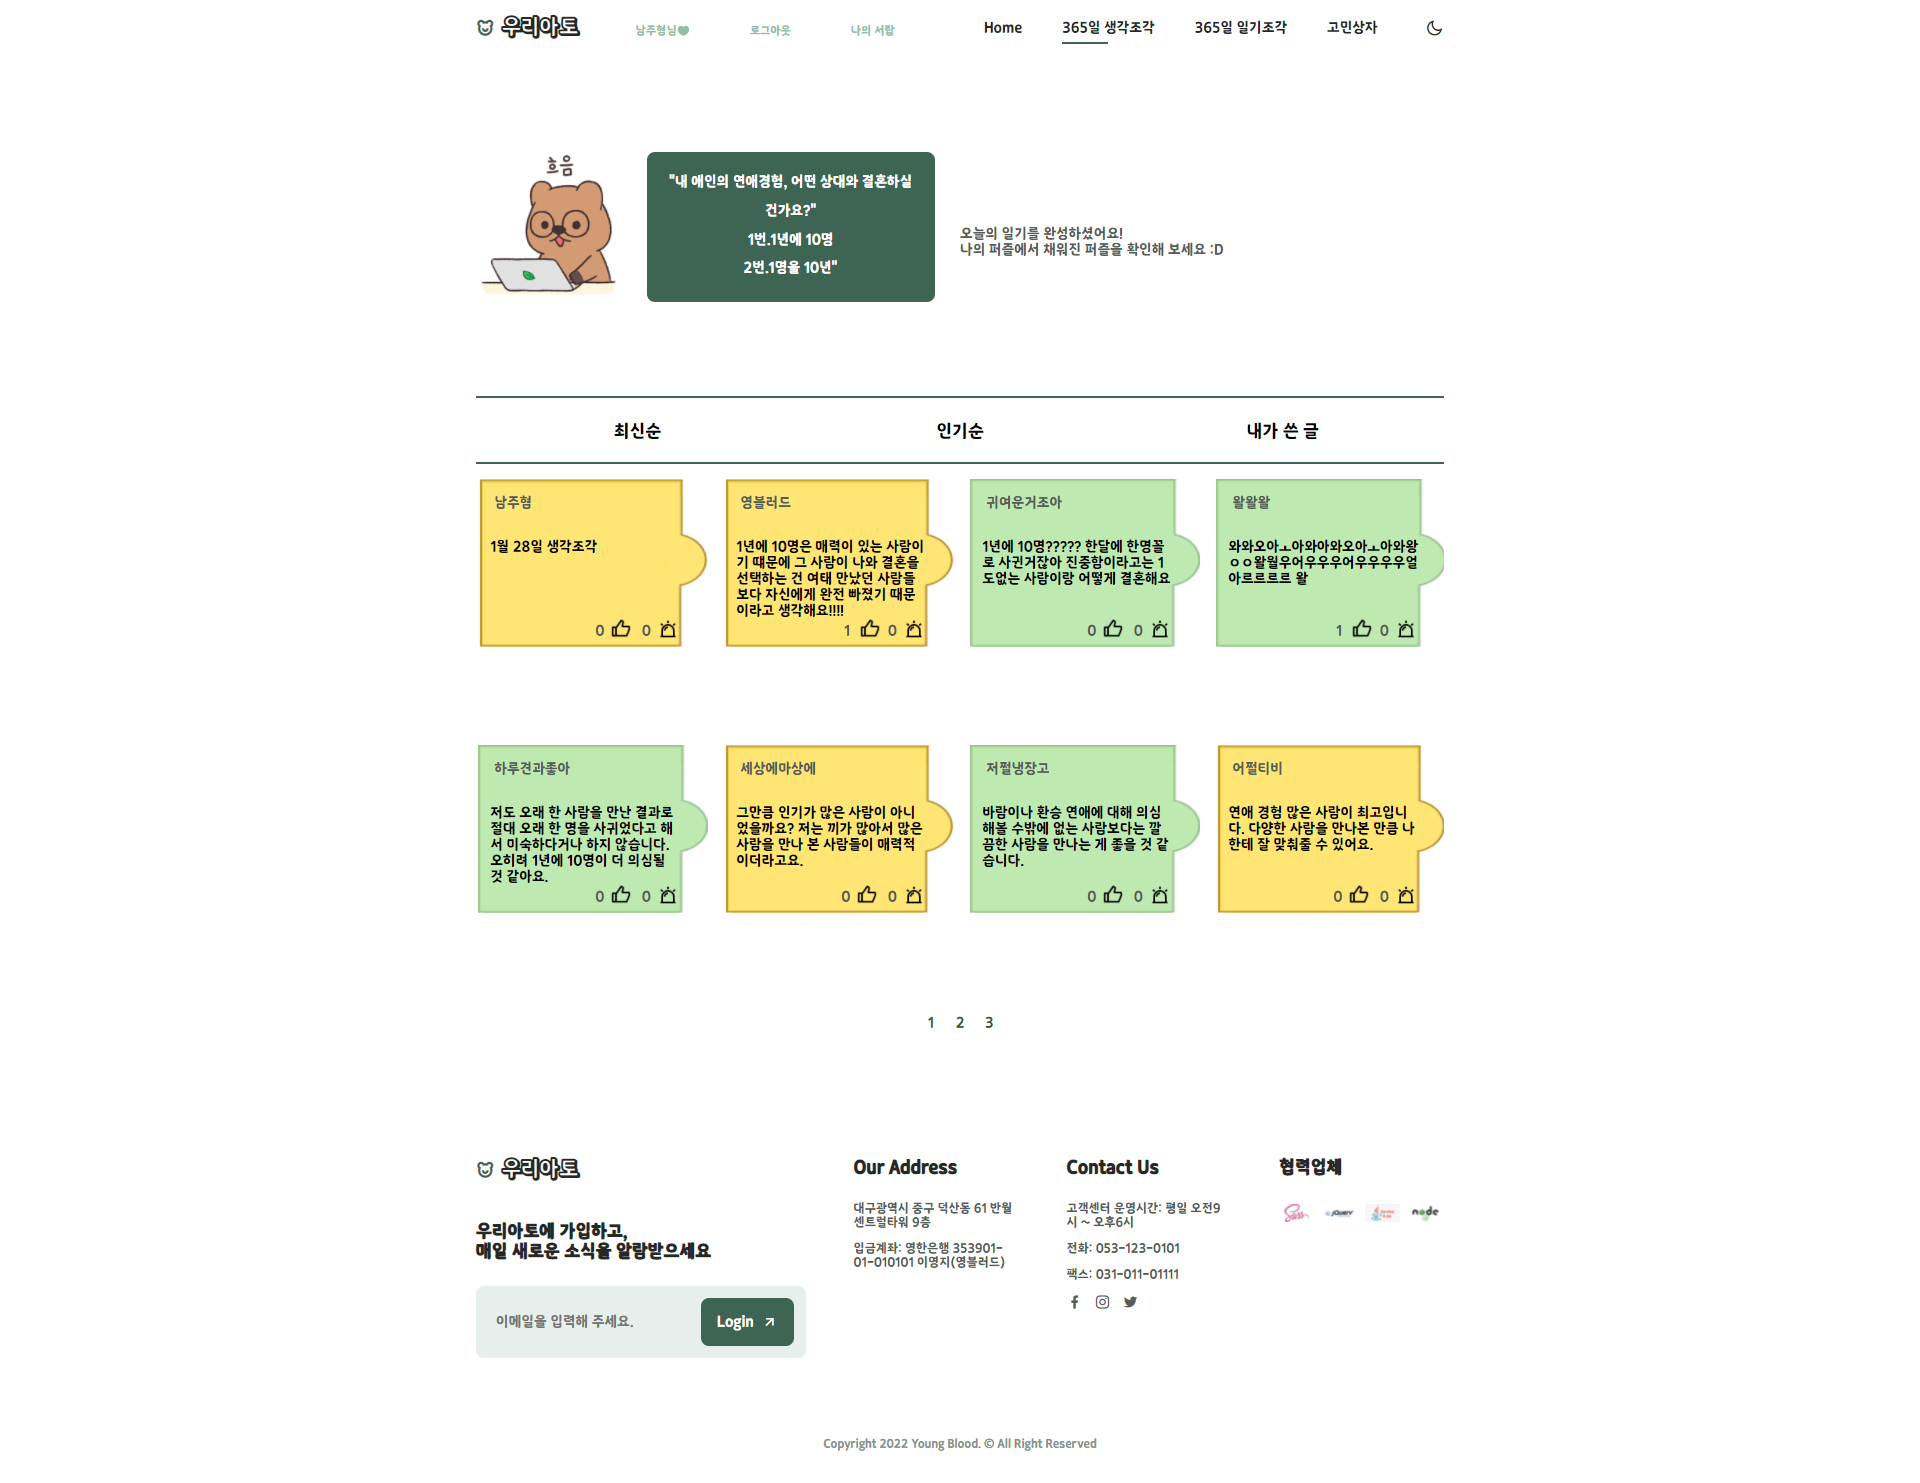 우리아토
남주혐님
로그아웃
나의 서랍
Home
365일 생각조각
365일 일기조각
고민상자
흐음
"내 애인의 연애경험, 어떤 상대와 결혼하실
건가요?"
1번.1년에 10명
2번.1명을 10년"
오늘의 일기를 완성하셨어요!
나의 퍼즐에서 채워진 퍼즐을 확인해 보세요 :D
최신순
인기순
내가 쓴 글
남주혐
1월 28일 생각조각
0 0
영블러드
1년에 10명은 매력이 있는 사람이
기 때문에 그 사람이 나와 결혼을
선택하는 건 여태 만났던 사람들
보다 자신에게 완전 빠졌기 때문
이라고 생각해요!!!!
1 0
귀여운거조아
1년에 10명????? 한달에 한명꼴
로 사귄거잖아 진중함이라고는 1
도없는 사람이랑 어떻게 결혼해요
0 0
왈왈왈
와와오아ㅗ아와아와오아ㅗ아와왕
ㅇㅇ왈월우어우우우어우우우우얼
아르르르르 왈
1 0
하루견과좋아
저도 오래 한 사람을 만난 결과로
절대 오래 한 명을 사귀었다고 해
서 미숙하다거나 하지 않습니다.
오히려 1년에 10명이 더 의심될
것 같아요.
0 0
세상에마상에
그만큼 인기가 많은 사람이 아니
었을까요? 저는 끼가 많아서 많은
사람을 만나 본 사람들이 매력적
이더라고요.
0 0
저쩔냉장고
바람이나 환승 연애에 대해 의심
해볼 수밖에 없는 사람보다는 깔
끔한 사람을 만나는 게 좋을 것 같
습니다.
0 0
어쩔티비
연애 경험 많은 사람이 최고입니
다. 다양한 사람을 만나본 만큼 나
한테 잘 맞춰줄 수 있어요.
0 0
1 2 3
우리아토
우리아토에 가입하고,
매일 새로운 소식을 알람받으세요
이메일을 입력해 주세요.
Login
Our Address
대구광역시 중구 덕산동 61 반월
센트럴타워 9층
입금계좌: 영한은행 353901-
01-010101 이영지(영블러드)
Contact Us
고객센터 운영시간: 평일 오전9
시 ~ 오후6시
전화: 053-123-0101
팩스: 031-011-01111
협력업체
Sass
jQuery
node
Copyright 2022 Young Blood. © All Right Reserved